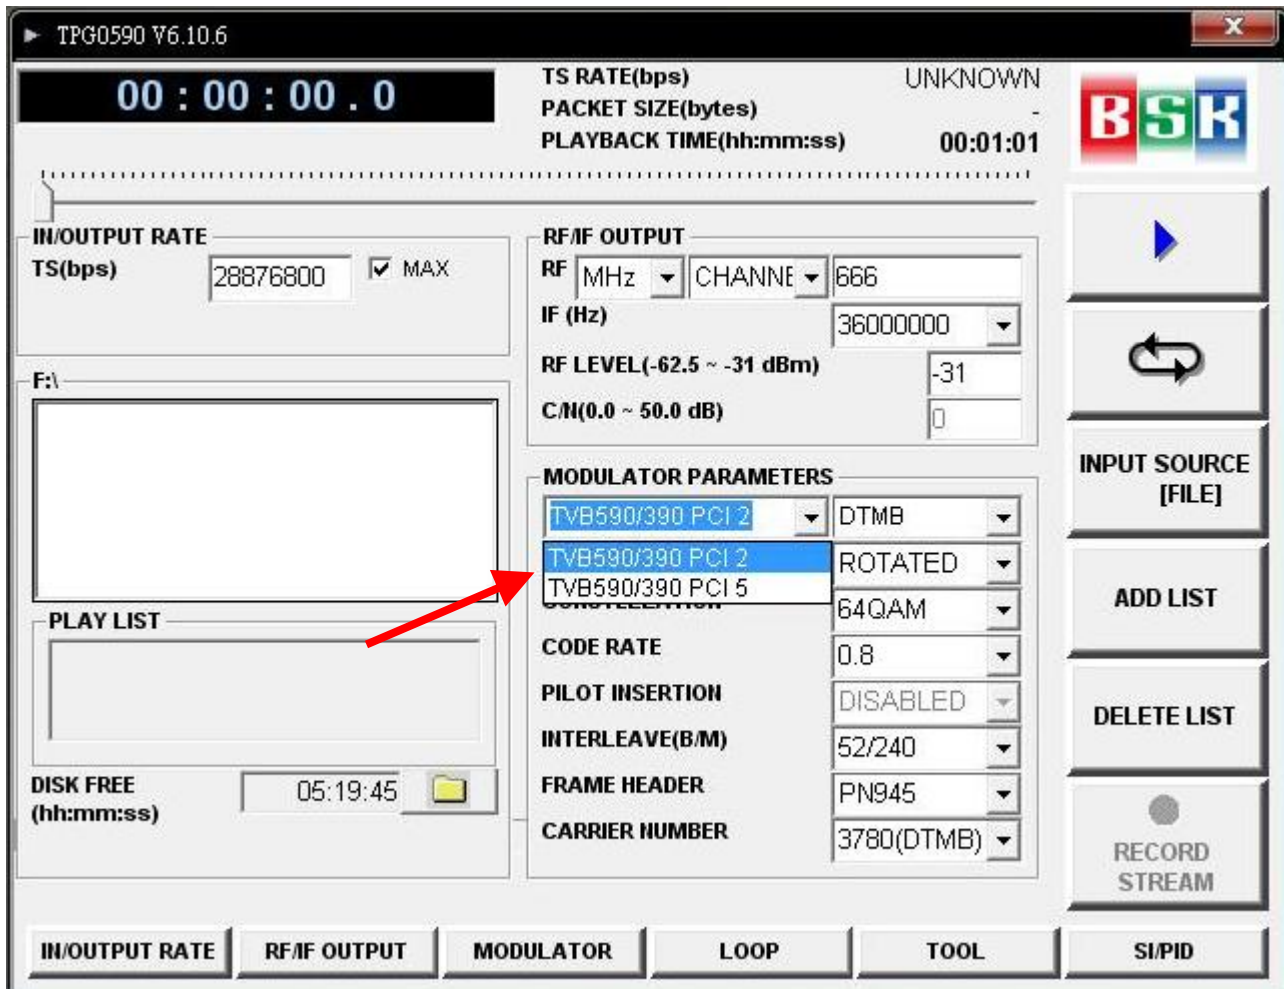 TPG0590 V6.10.6
X
00 : 00 : 00 . 0
TS RATE(bps) UNKNOWN
PACKET SIZE(bytes) -
PLAYBACK TIME(hh:mm:ss) 00:01:01
BSK
IN/OUTPUT RATE
TS(bps) 28876800 MAX
RF/IF OUTPUT
RF MHz CHANNE 666
IF (Hz) 36000000
RF LEVEL(-62.5 ~ -31 dBm) -31
C/N(0.0 ~ 50.0 dB) 0
F:\
PLAY LIST
DISK FREE
(hh:mm:ss) 05:19:45
MODULATOR PARAMETERS
TVB590/390 PCI 2 DTMB
TVB590/390 PCI 2 ROTATED
TVB590/390 PCI 5
64QAM
CODE RATE 0.8
PILOT INSERTION DISABLED
INTERLEAVE(B/M) 52/240
FRAME HEADER PN945
CARRIER NUMBER 3780(DTMB)
INPUT SOURCE
[FILE]
ADD LIST
DELETE LIST
RECORD
STREAM
IN/OUTPUT RATE RF/IF OUTPUT MODULATOR LOOP TOOL SI/PID